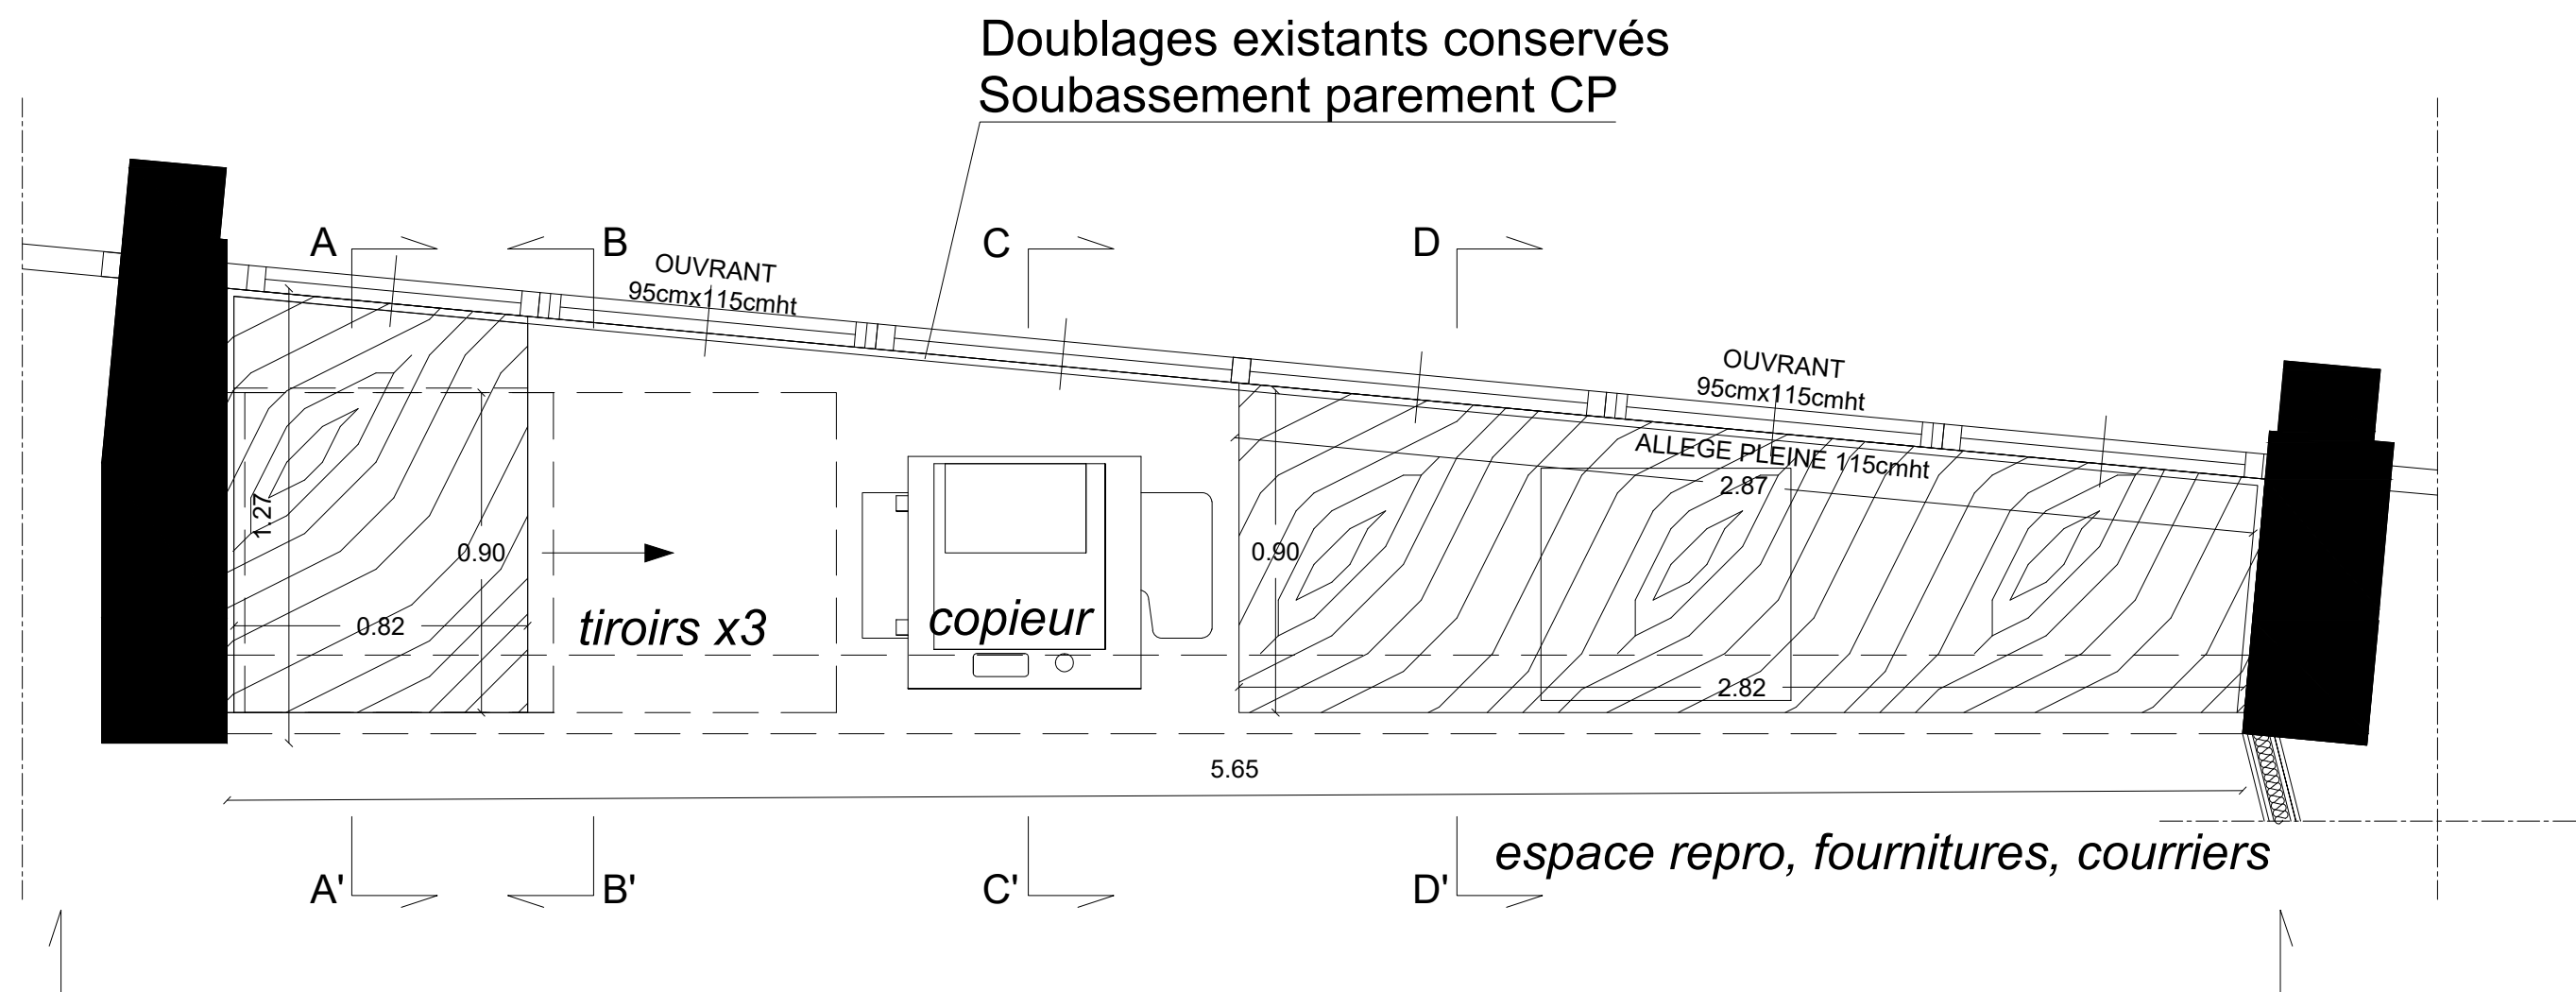 Doublages existants conservés
Soubassement parement CP
A
B
C
D
OUVRANT
95cmx115cmht
OUVRANT
95cmx115cmht
ALLEGE PLEINE 115cmht
2.87
1.27
0.90
0.90
0.82
tiroirs x3
copieur
2.82
5.65
espace repro, fournitures, courriers
A'
B'
C'
D'